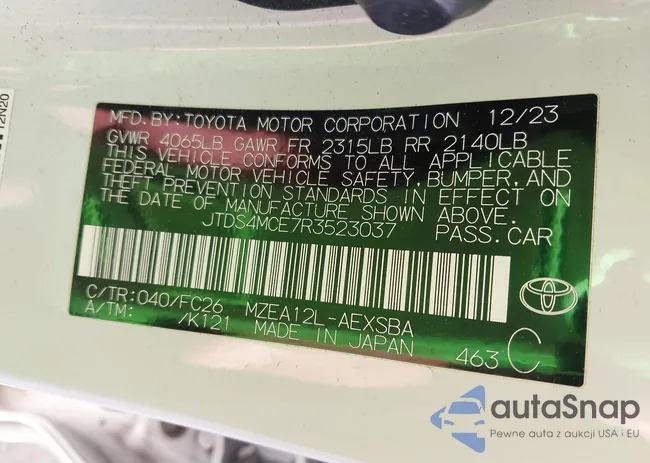 12N20
MFD.BY:TOYOTA MOTOR CORPORATION 12/23
GVWR 4065LB GAWR FR 2315LB RR 2140LB
THIS VEHICLE CONFORMS TO ALL APPLICABLE
FEDERAL MOTOR VEHICLE SAFETY,BUMPER,AND
THEFT PREVENTION STANDARDS IN EFFECT ON
THE DATE OF MANUFACTURE SHOWN ABOVE.
JTDS4MCE7R3523037 PASS.CAR
C/TR:040/FC26 MZEA12L-AEXSBA
A/TM: /K121 MADE IN JAPAN 463 C
autaSnap
Pewne auta z aukcji USA i EU